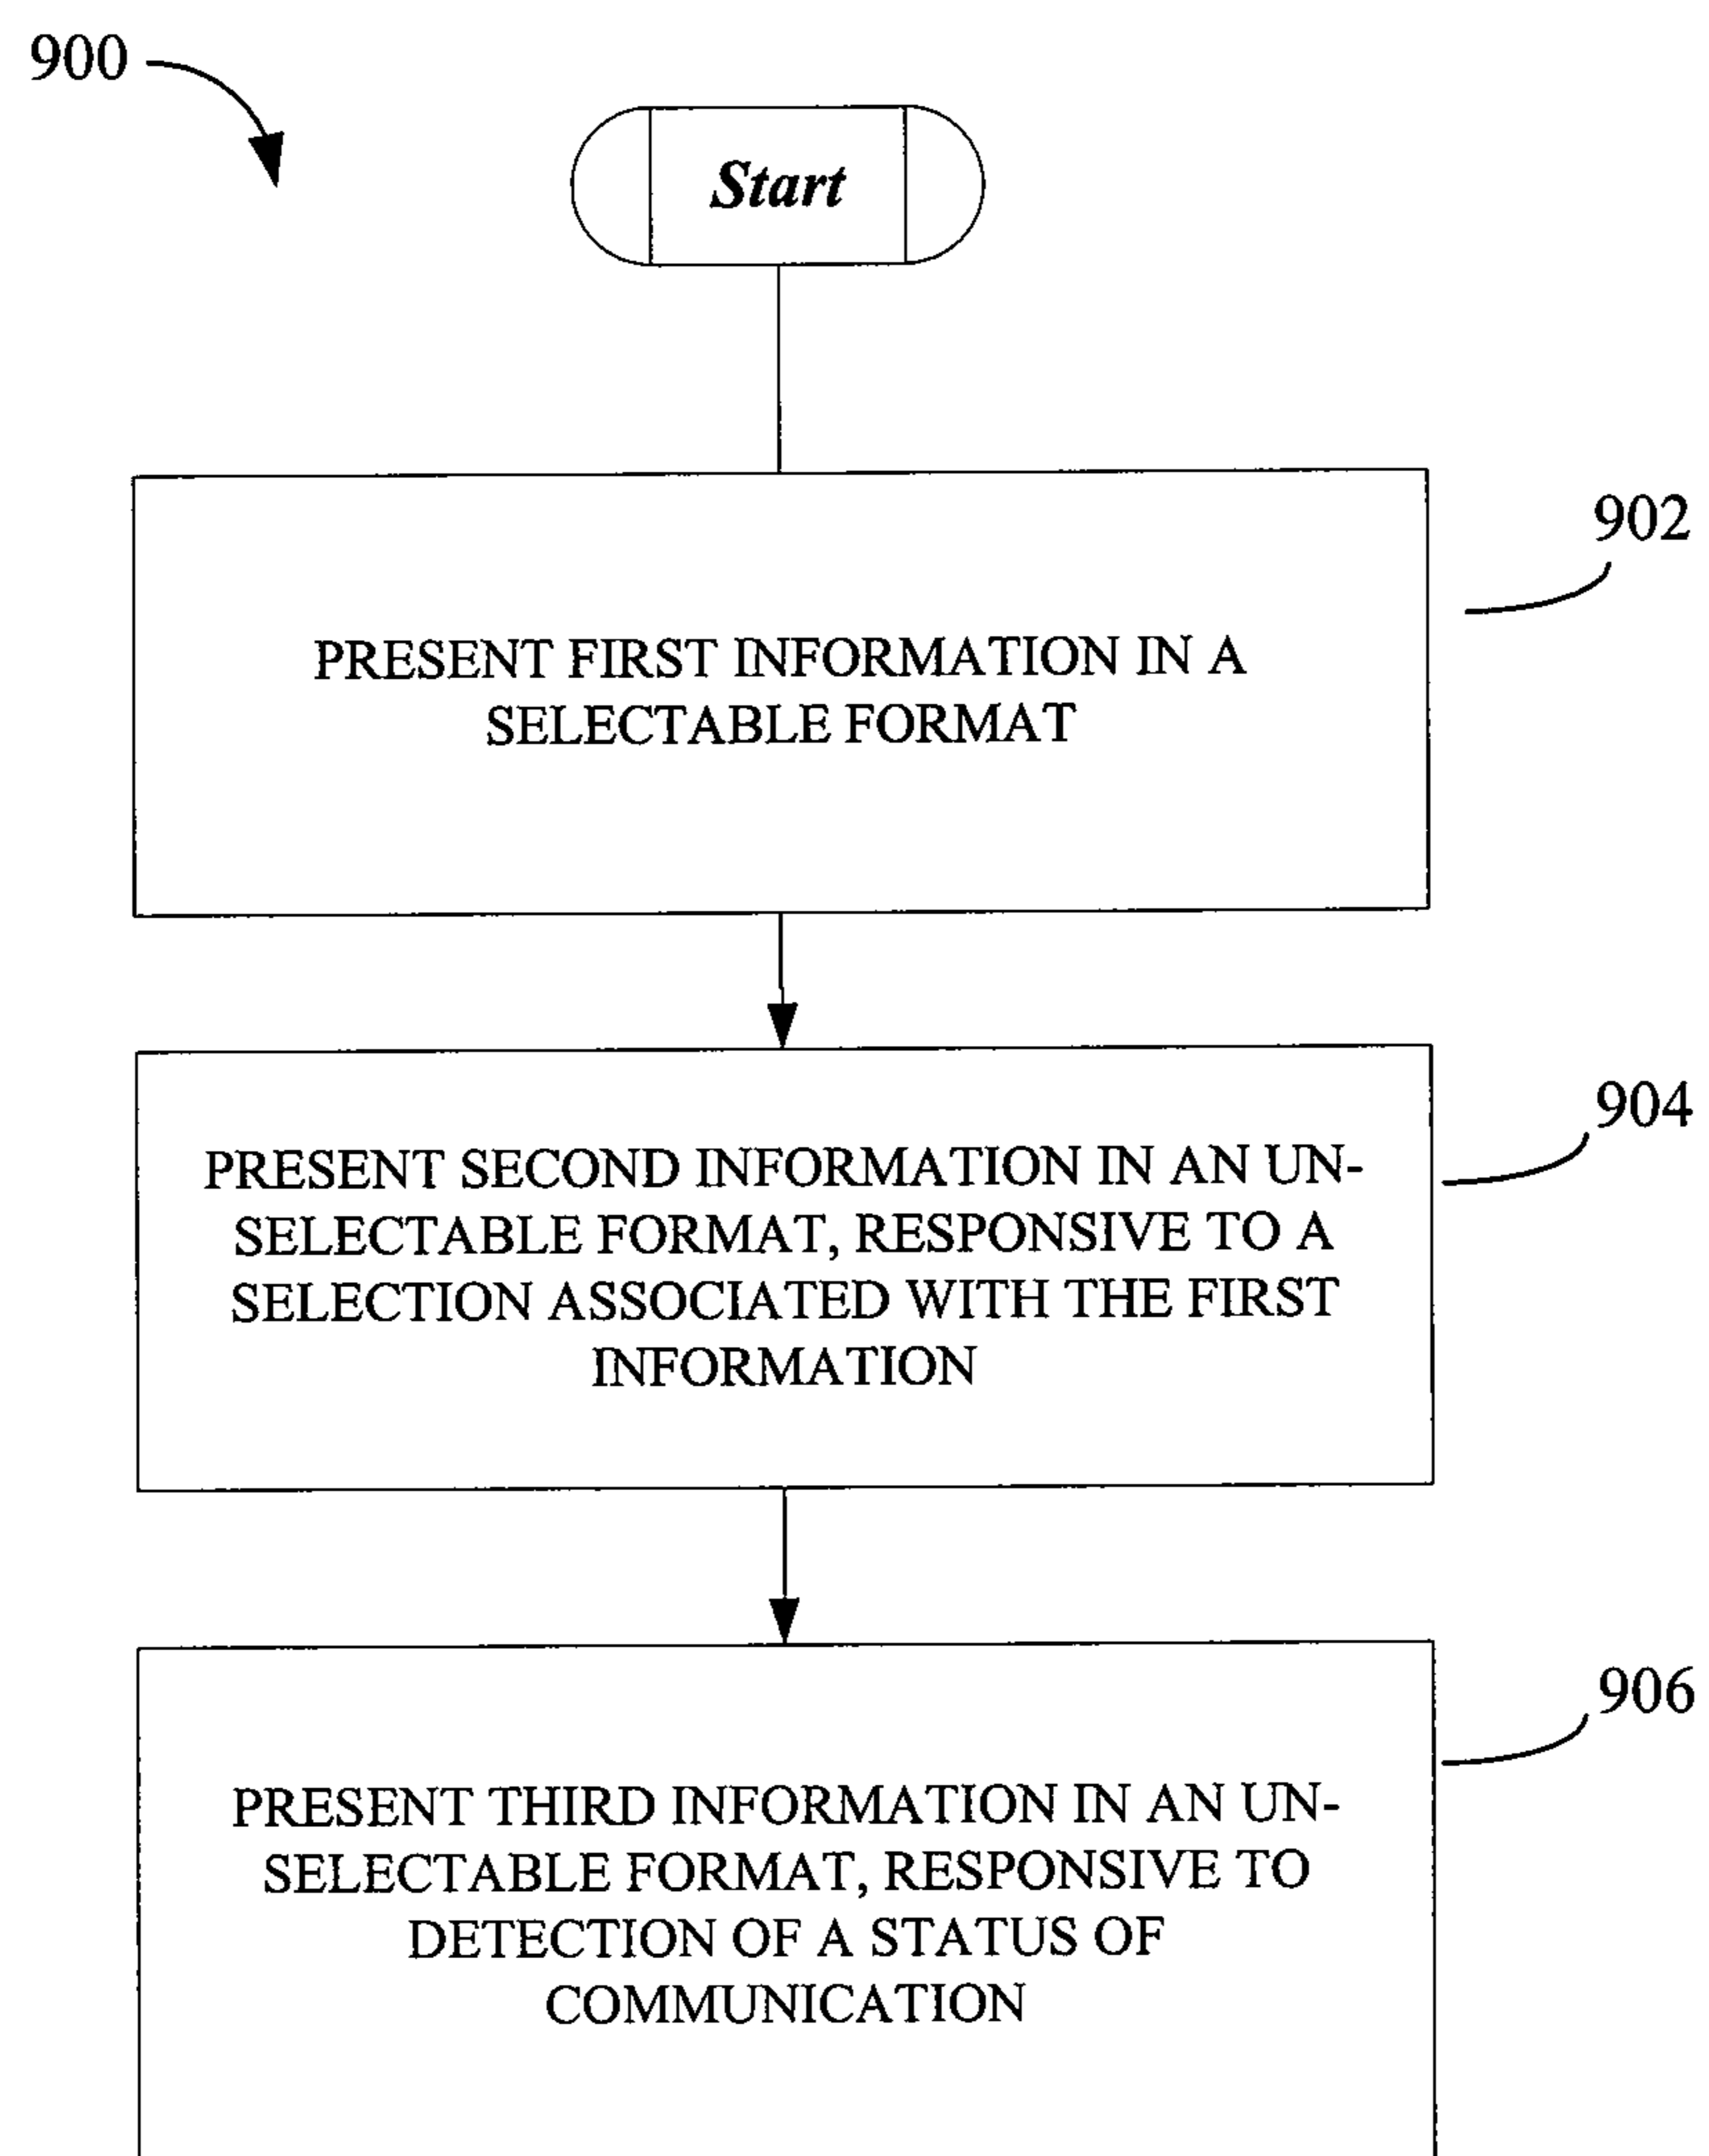 900
Start
902
PRESENT FIRST INFORMATION IN A
SELECTABLE FORMAT
904
PRESENT SECOND INFORMATION IN AN UN-
SELECTABLE FORMAT, RESPONSIVE TO A
SELECTION ASSOCIATED WITH THE FIRST
INFORMATION
906
PRESENT THIRD INFORMATION IN AN UN-
SELECTABLE FORMAT, RESPONSIVE TO
DETECTION OF A STATUS OF
COMMUNICATION